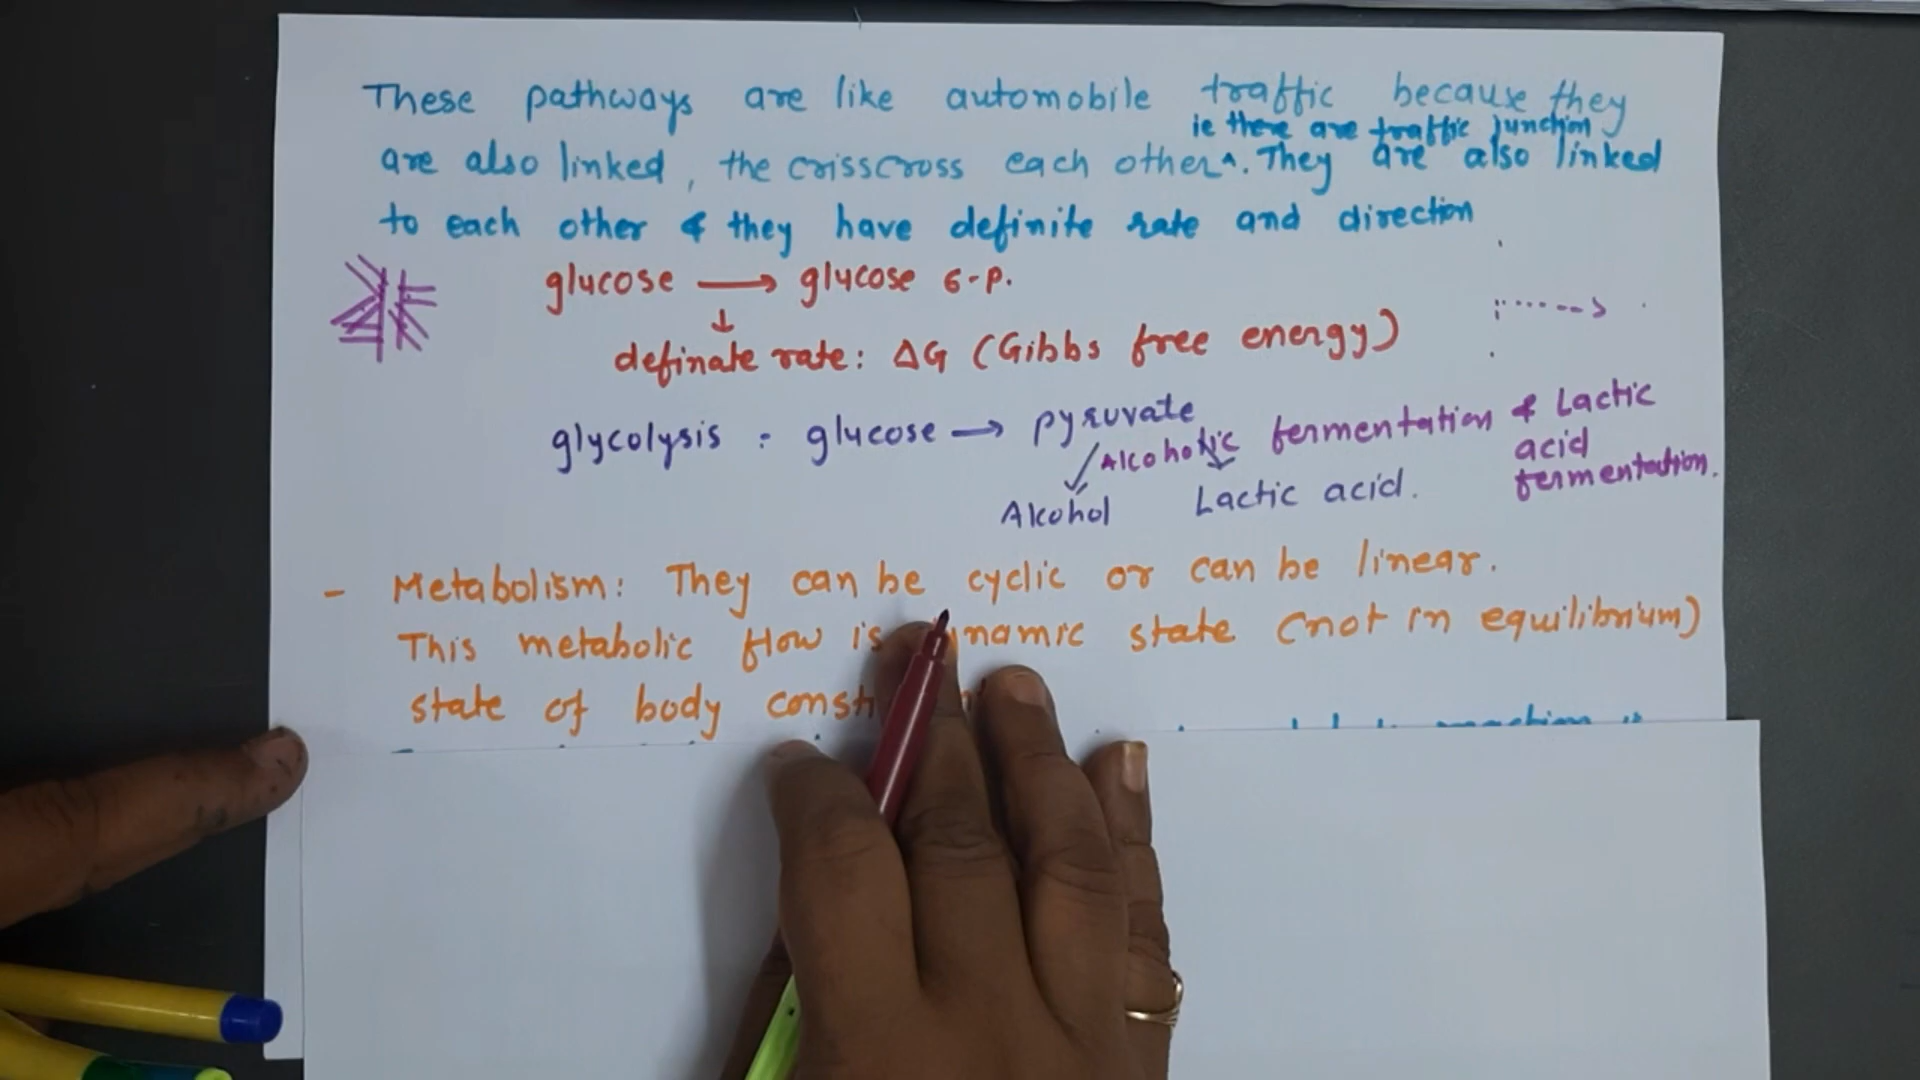 These pathways are like automobile traffic because they
ie there are traffic junction
are also linked, the crisscross each other^. They are also linked
to each other & they have definite rate and direction
glucose ⟶ glucose 6-p.
↓
definate rate: ΔG (Gibbs free energy)
glycolysis : glucose ⟶ pyruvate
Alcoholic fermentation & Lactic
acid
fermentation.
Alcohol Lactic acid.
- Metabolism: They can be cyclic or can be linear.
This metabolic flow is state (not in equilibrium)
state of body